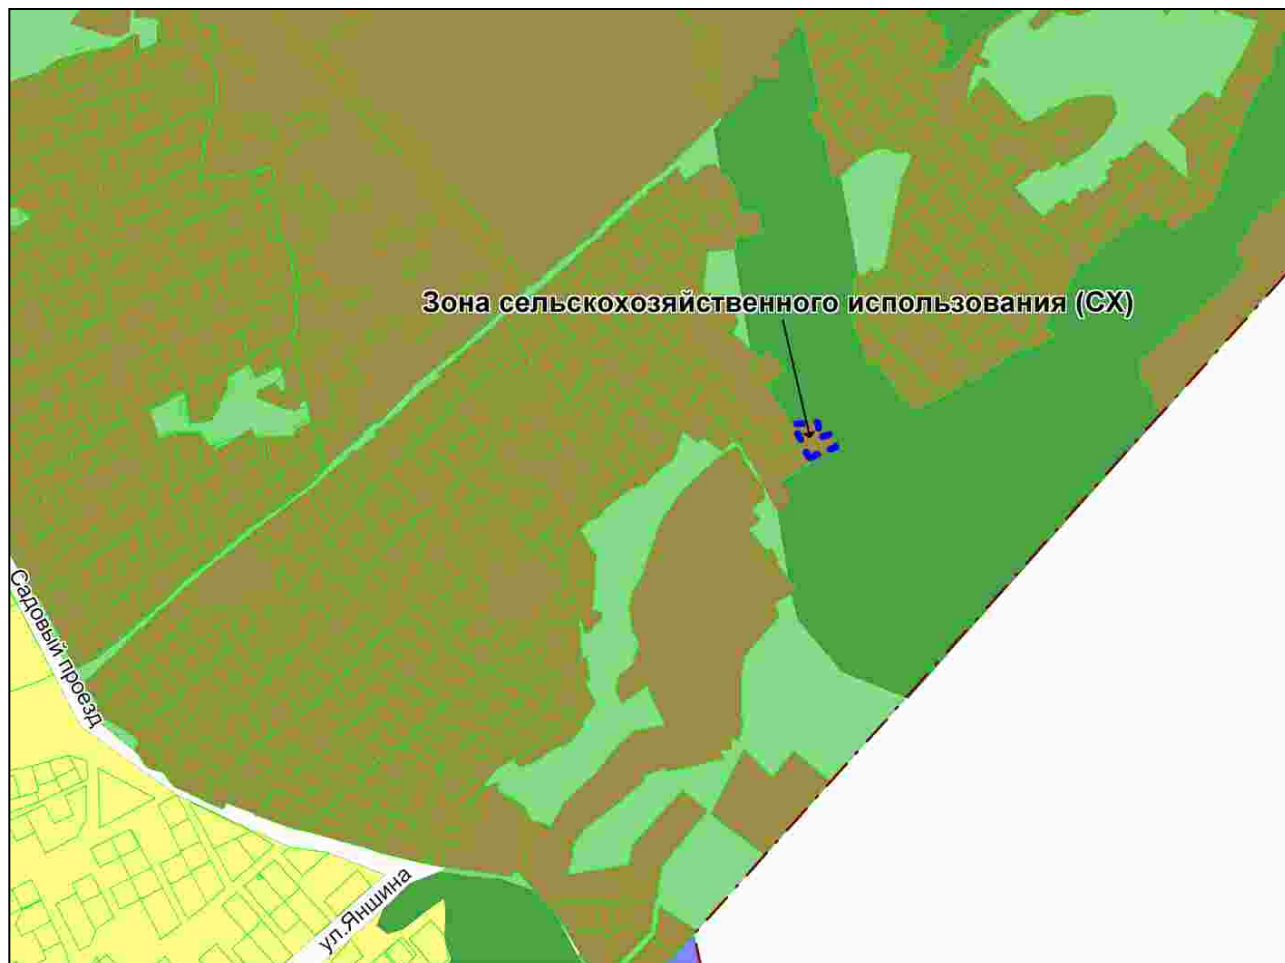 Зона сельскохозяйственного использования (СХ)
Садовый проезд
ул.Яншина